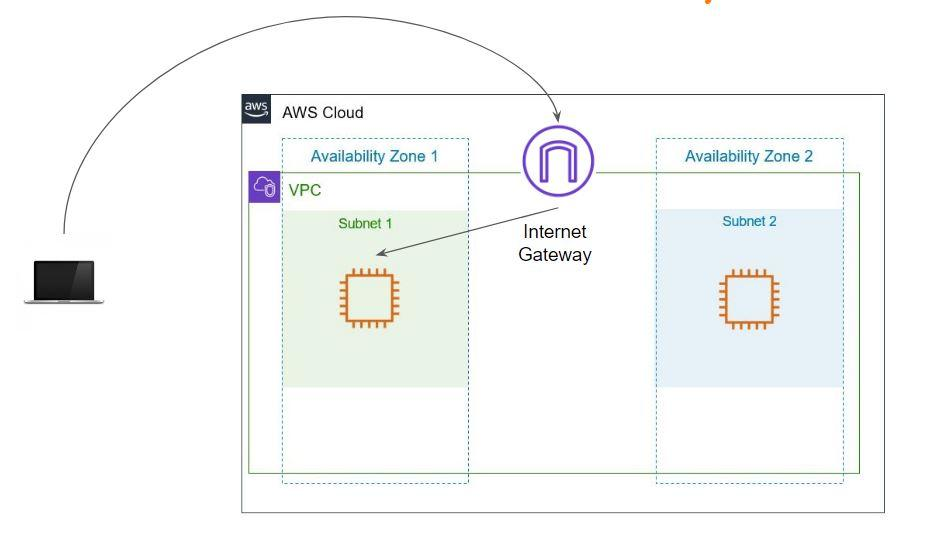 aws
AWS Cloud
Availability Zone 1
Availability Zone 2
VPC
Subnet 1
Subnet 2
Internet
Gateway